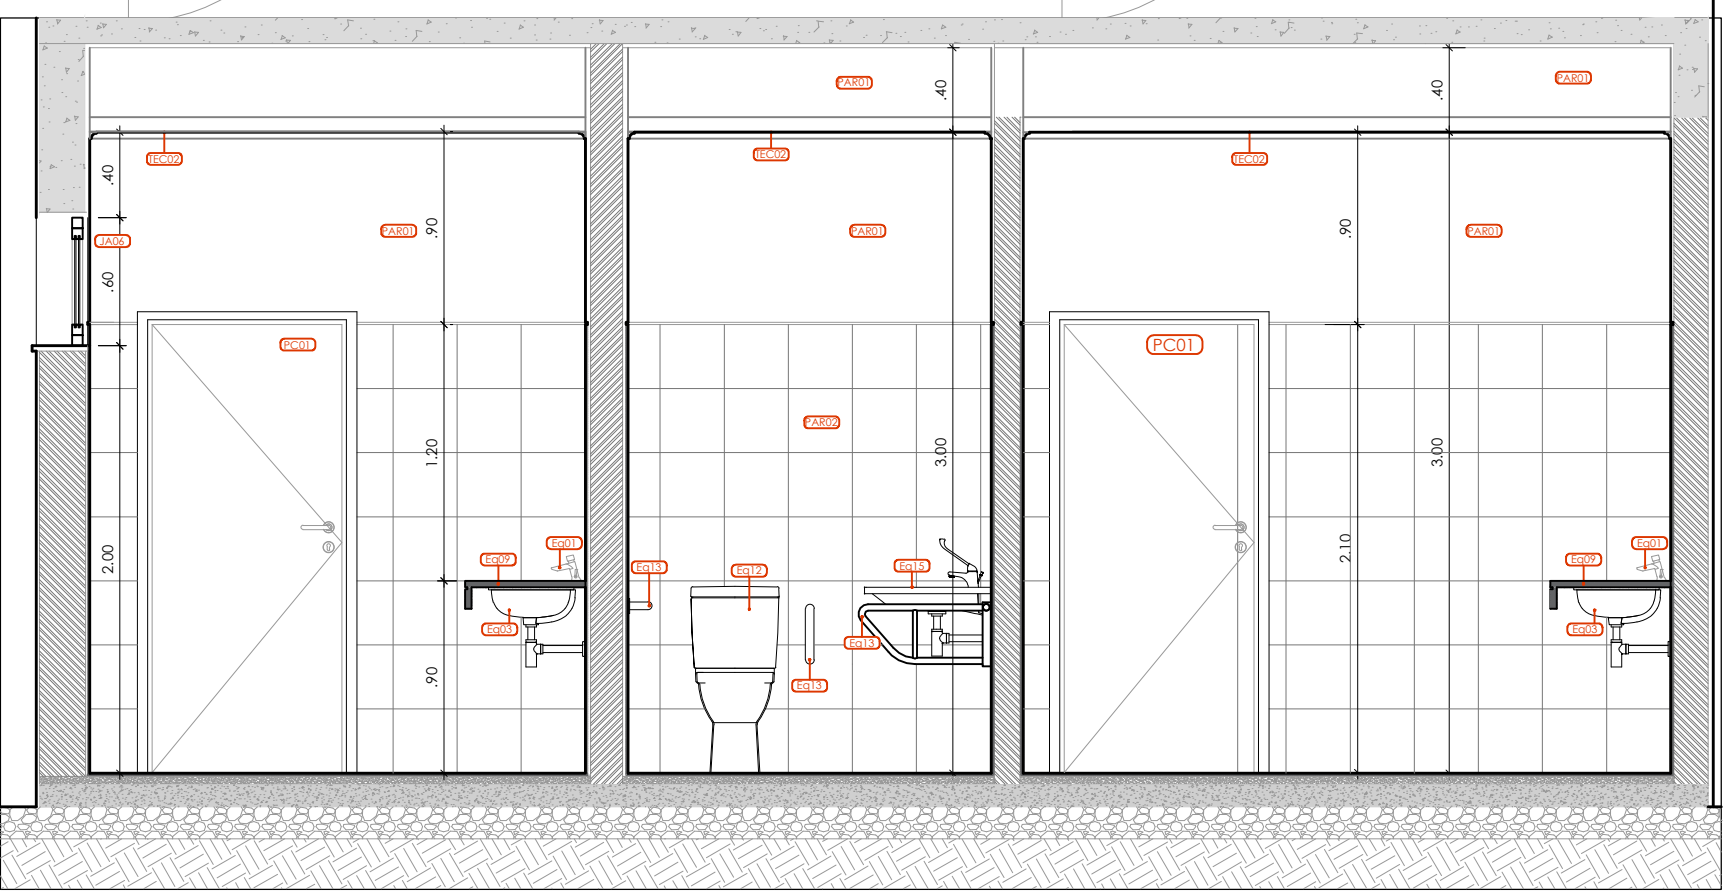 PAR01
.40
PAR01
.40
TEC02
TEC02
TEC02
.40
JA06
.60
PAR01
.90
PAR01
.90
PAR01
PC01
PC01
PAR02
1.20
3.00
3.00
2.00
2.10
Eq09
Eq01
Eq13
Eq12
Eq15
Eq09
Eq01
Eq03
Eq13
Eq03
.90
Eq13